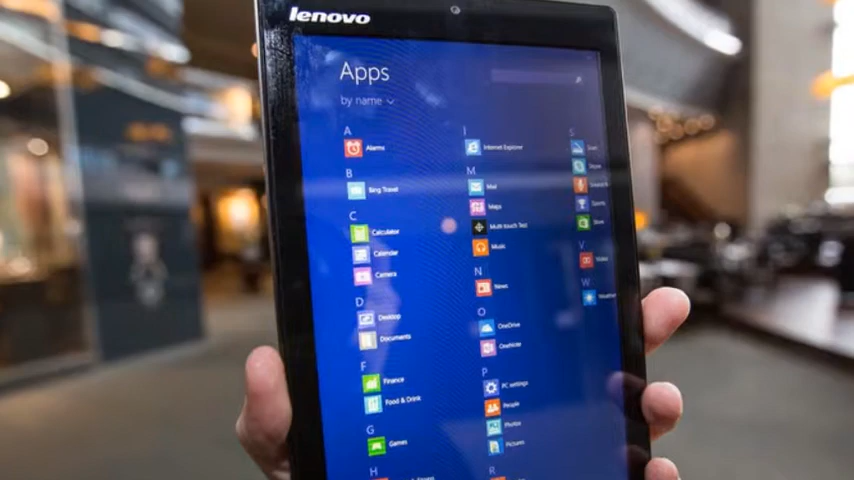 lenovo
Apps
by name
A
Alarms
B
Bing Travel
C
Calculator
Calendar
Camera
D
Desktop
Documents
F
Finance
Food & Drink
G
Games
H
I
Internet Explorer
M
Mail
Maps
Multi touch Test
Music
N
News
O
OneDrive
OneNote
P
PC settings
People
Photos
Pictures
R
S
Scan
Skype
Sports
Store
V
Video
W
Weather